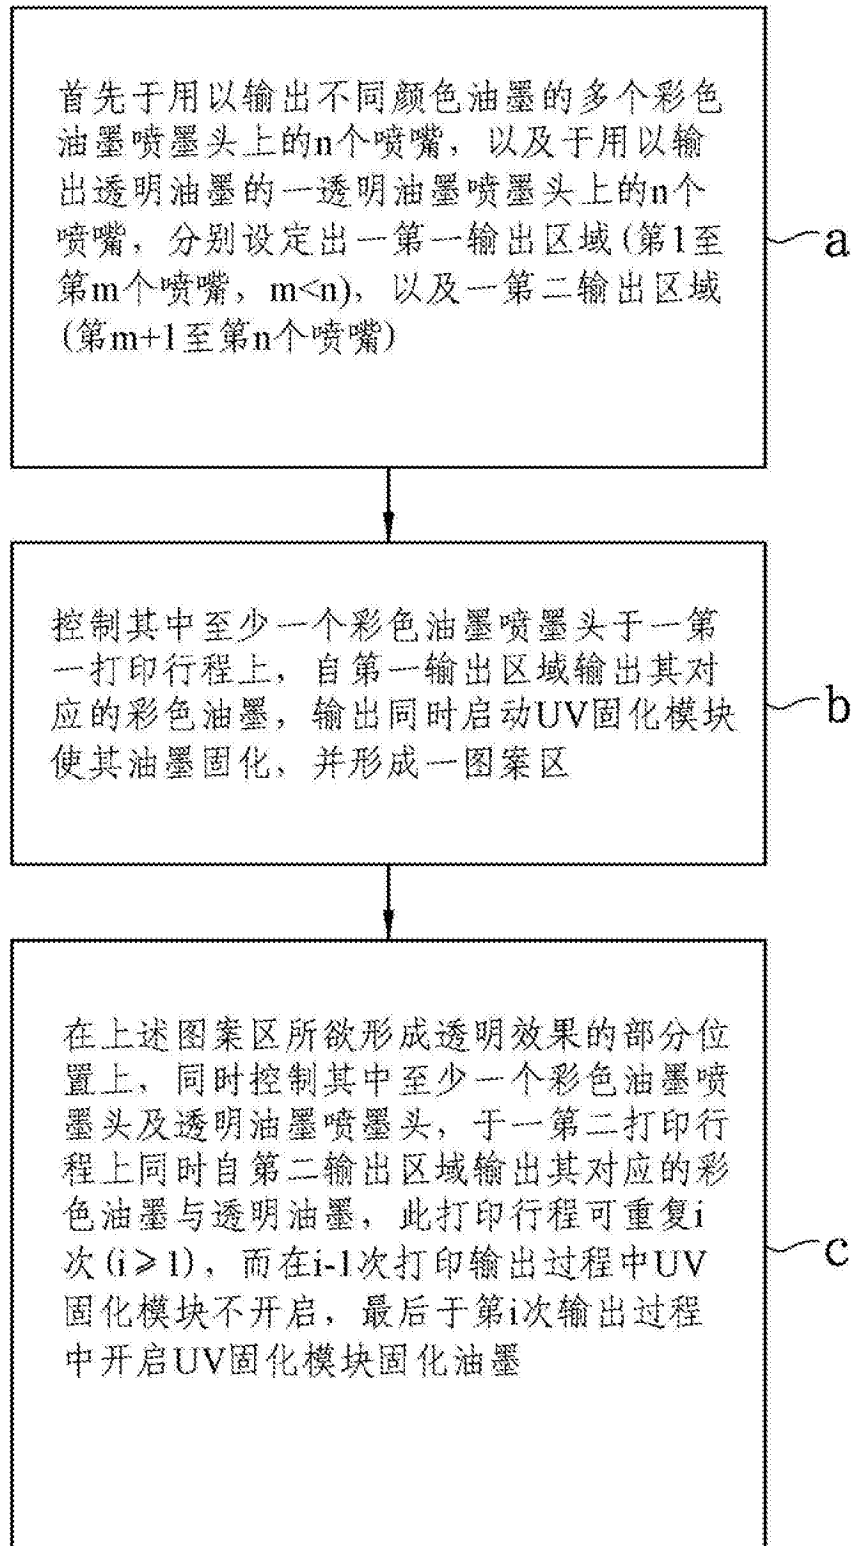 首先于用以输出不同颜色油墨的多个彩色
油墨喷墨头上的n个喷嘴，以及于用以输
出透明油墨的一透明油墨喷墨头上的n个
喷嘴，分别设定出一第一输出区域(第1至
第m个喷嘴，m<n)，以及一第二输出区域
(第m+1至第n个喷嘴)
a
控制其中至少一个彩色油墨喷墨头于一第
一打印行程上，自第一输出区域输出其对
应的彩色油墨，输出同时启动UV固化模块
使其油墨固化，并形成一图案区
b
在上述图案区所欲形成透明效果的部分位
置上，同时控制其中至少一个彩色油墨喷
墨头及透明油墨喷墨头，于一第二打印行
程上同时自第二输出区域输出其对应的彩
色油墨与透明油墨，此打印行程可重复i
次(i≥1)，而在i-1次打印输出过程中UV
固化模块不开启，最后于第i次输出过程
中开启UV固化模块固化油墨
c